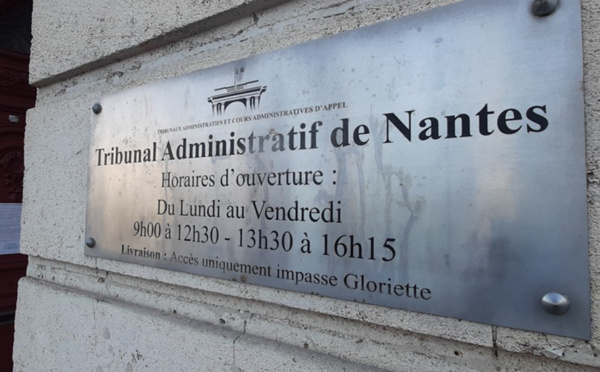 TRIBUNAUX ADMINISTRATIFS ET COURS ADMINISTRATIVES D'APPEL
Tribunal Administratif de Nantes
Horaires d'ouverture :
Du Lundi au Vendredi
9h00 à 12h30 - 13h30 à 16h15
Livraison : Accès uniquement impasse Gloriette